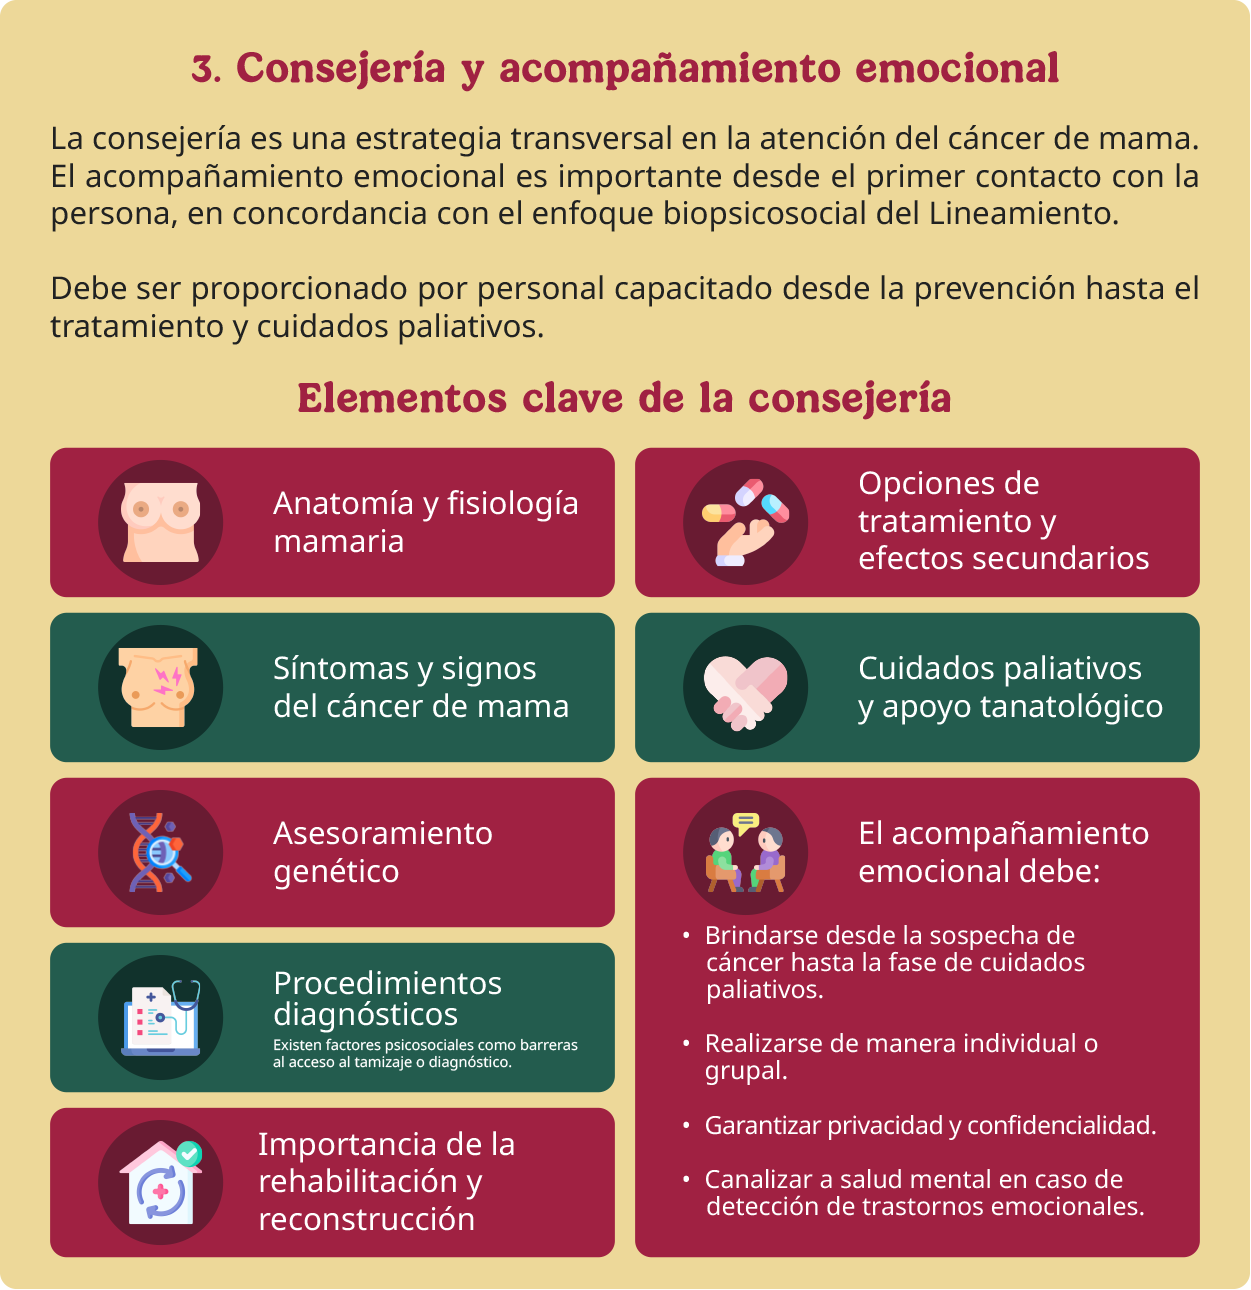 3. Consejería y acompañamiento emocional
La consejería es una estrategia transversal en la atención del cáncer de mama.
El acompañamiento emocional es importante desde el primer contacto con la
persona, en concordancia con el enfoque biopsicosocial del Lineamiento.
Debe ser proporcionado por personal capacitado desde la prevención hasta el
tratamiento y cuidados paliativos.
Elementos clave de la consejería
Anatomía y fisiología
mamaria
Síntomas y signos
del cáncer de mama
Asesoramiento
genético
Procedimientos
diagnósticos
Existen factores psicosociales como barreras
al acceso al tamizaje o diagnóstico.
Importancia de la
rehabilitación y
reconstrucción
Opciones de
tratamiento y
efectos secundarios
Cuidados paliativos
y apoyo tanatológico
El acompañamiento
emocional debe:
• Brindarse desde la sospecha de
cáncer hasta la fase de cuidados
paliativos.
• Realizarse de manera individual o
grupal.
• Garantizar privacidad y confidencialidad.
• Canalizar a salud mental en caso de
detección de trastornos emocionales.